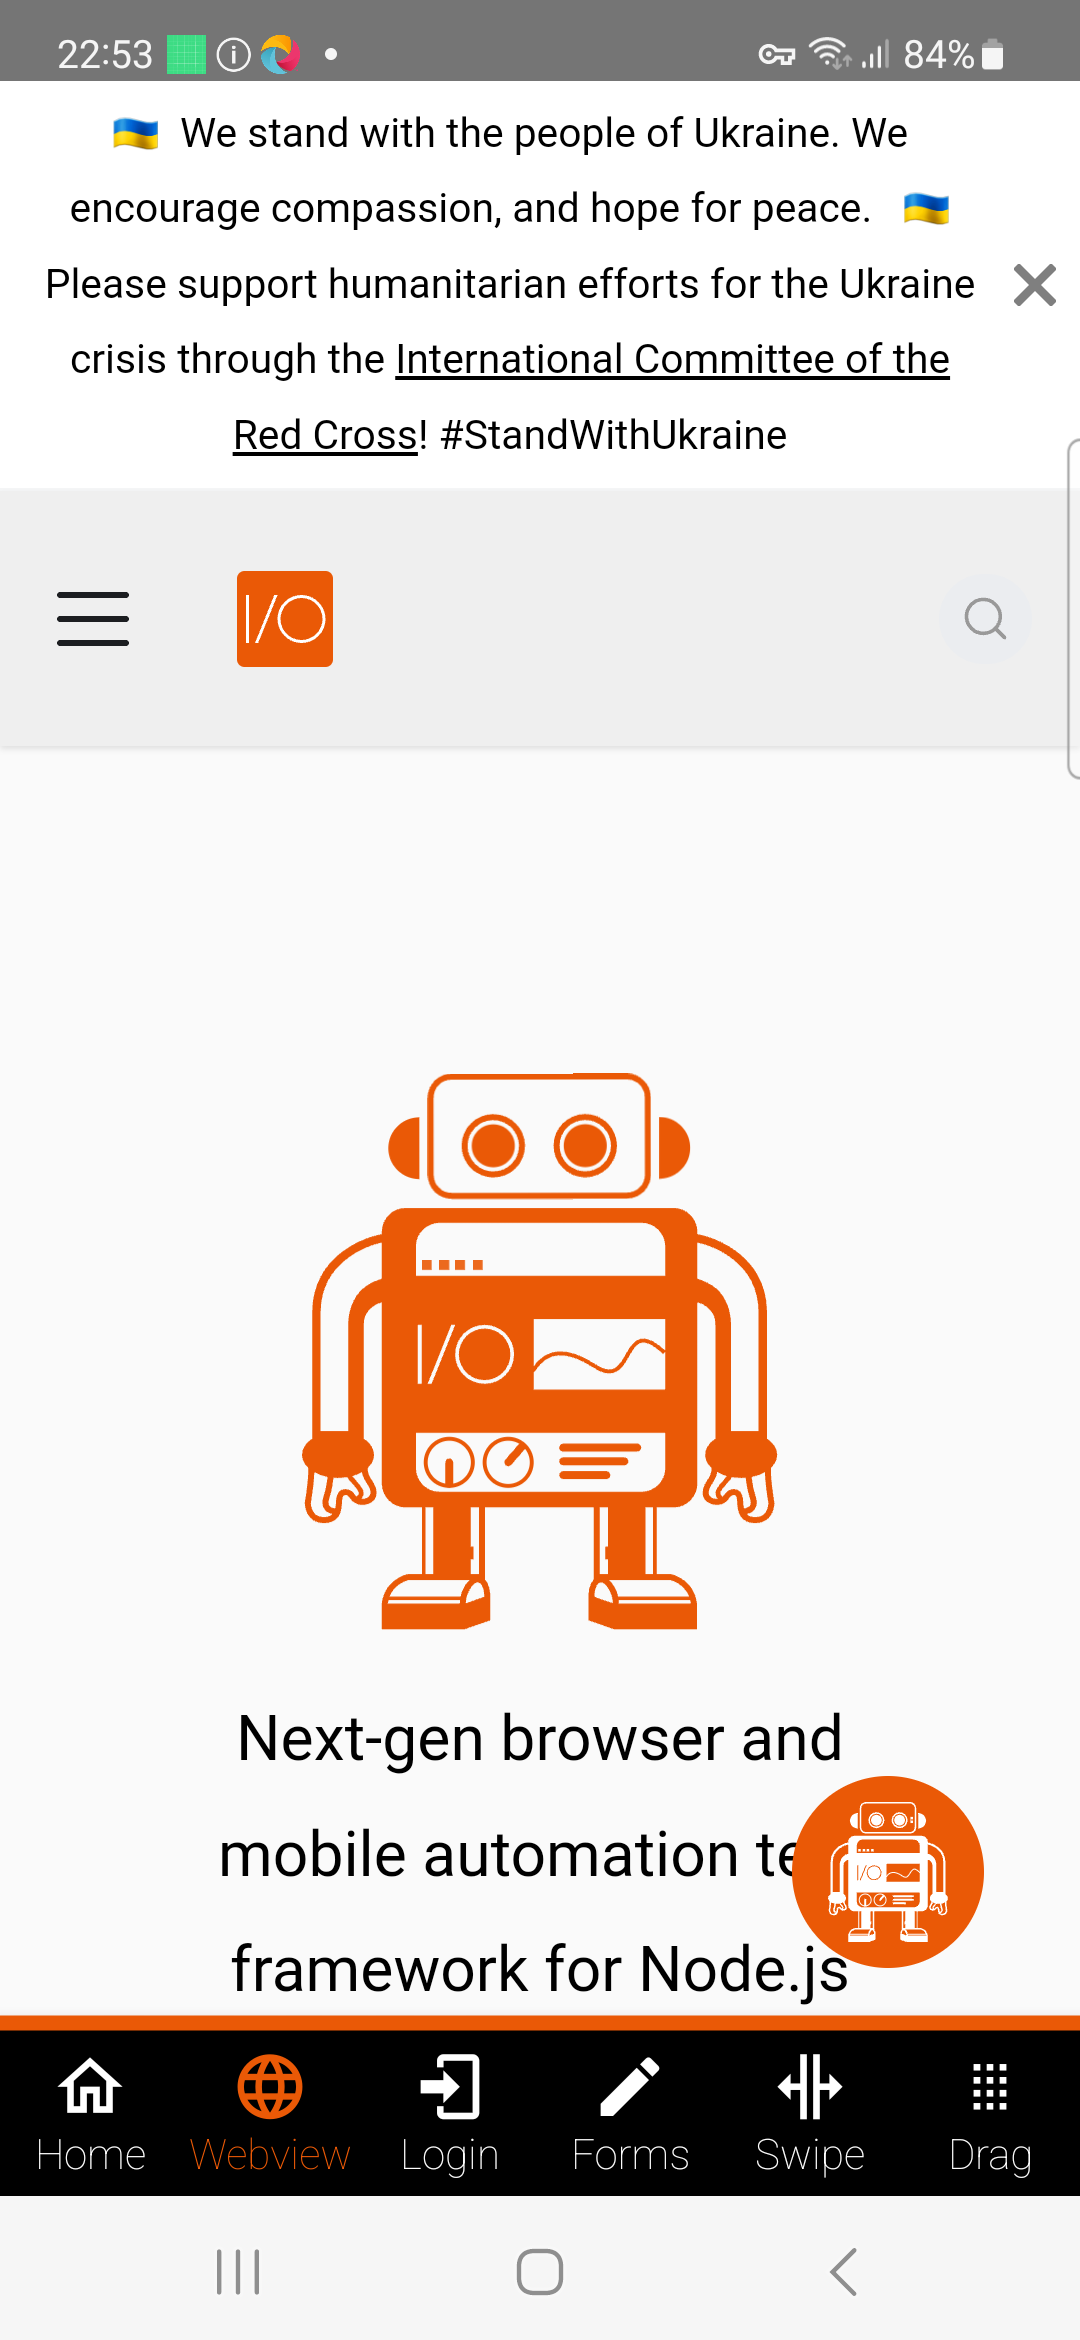 22:53
84%
🇺🇦 We stand with the people of Ukraine. We
encourage compassion, and hope for peace. 🇺🇦
Please support humanitarian efforts for the Ukraine
crisis through the International Committee of the
Red Cross! #StandWithUkraine
I/O
I/O
Next-gen browser and
mobile automation te
I/O
framework for Node.js
Home
Webview
Login
Forms
Swipe
Drag